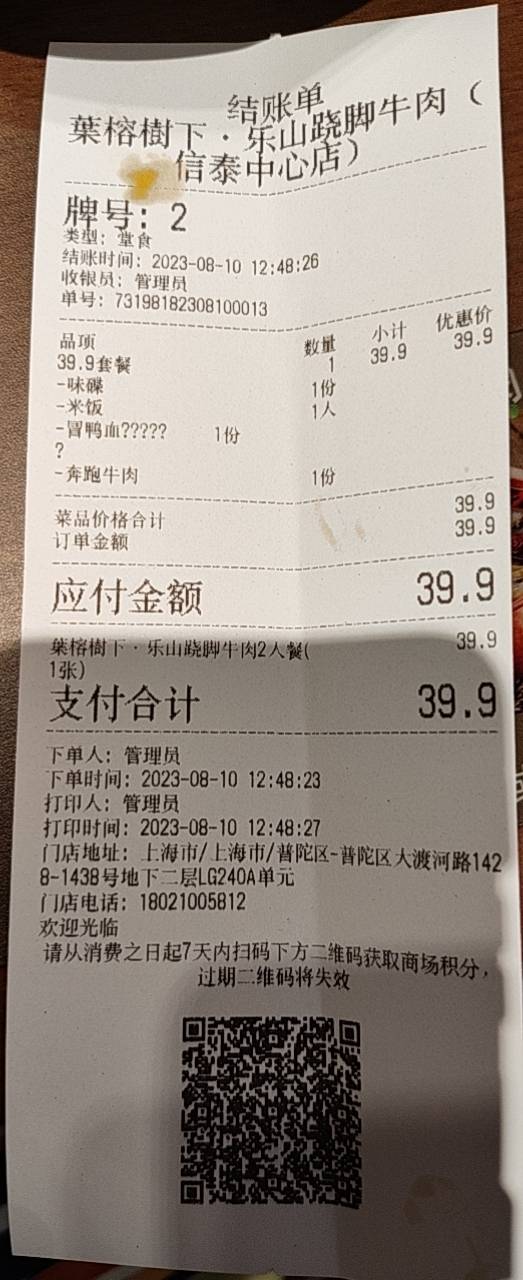 结账单
葉榕樹下·乐山跷脚牛肉（
信泰中心店）
牌号：2
类型：堂食
结账时间：2023-08-10 12:48:26
收银员：管理员
单号：73198182308100013
品项 数量 小计 优惠价
39.9套餐 1 39.9 39.9
-味碟 1份
-米饭 1人
-冒鸭血????? 1份
?
-奔跑牛肉 1份
菜品价格合计 39.9
订单金额 39.9
应付金额 39.9
葉榕樹下·乐山跷脚牛肉2人餐( 39.9
1张)
支付合计 39.9
下单人：管理员
下单时间：2023-08-10 12:48:23
打印人：管理员
打印时间：2023-08-10 12:48:27
门店地址：上海市/上海市/普陀区-普陀区大渡河路142
8-1438号地下二层LG240A单元
门店电话：18021005812
欢迎光临
请从消费之日起7天内扫码下方二维码获取商场积分，
过期二维码将失效